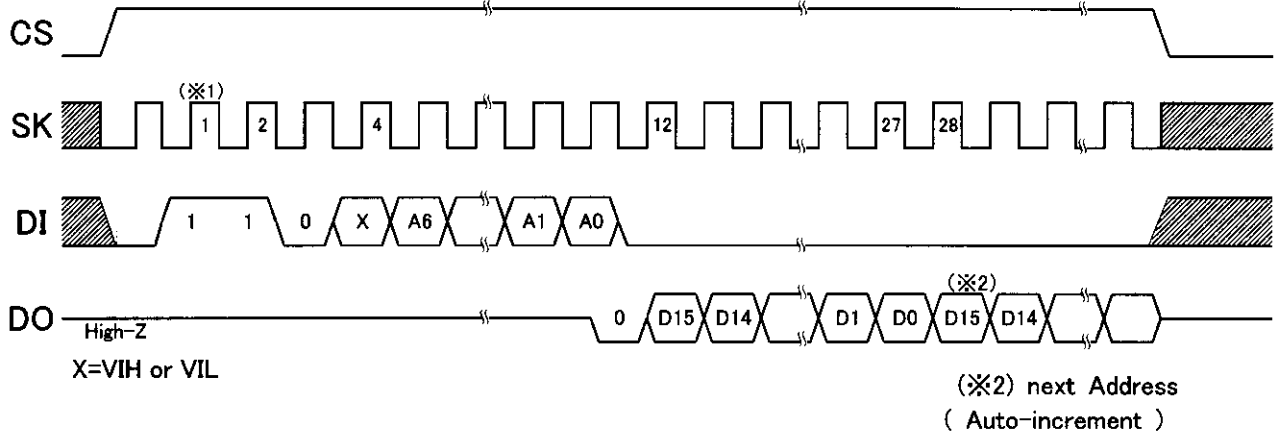 CS
(※1)
SK 1 2 4 12 27 28
DI 1 1 0 X A6 A1 A0
(※2)
DO 0 D15 D14 D1 D0 D15 D14
High-Z
X=VIH or VIL
(※2) next Address
( Auto-increment )